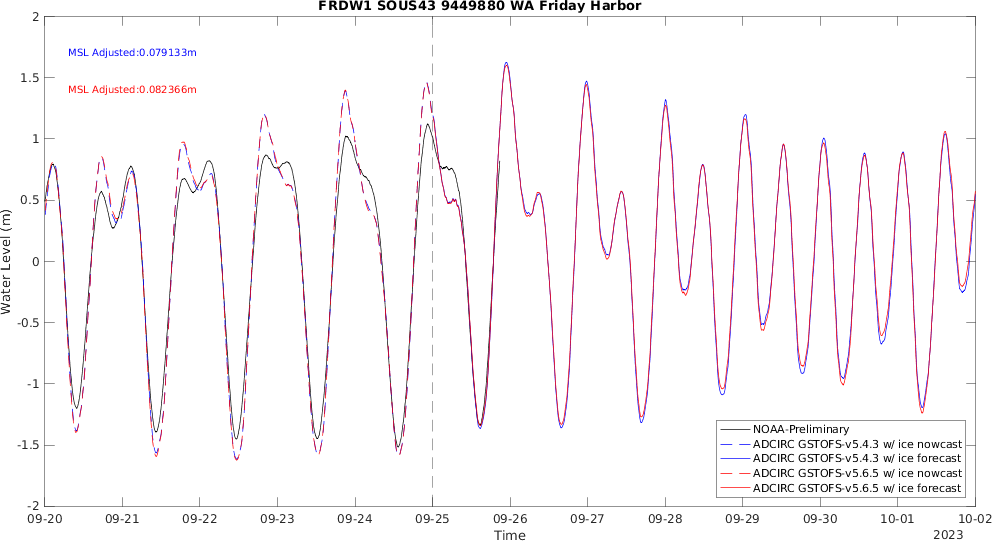 FRDW1 SOUS43 9449880 WA Friday Harbor
MSL Adjusted:0.079133m
MSL Adjusted:0.082366m
Water Level (m)
2
1.5
1
0.5
0
-0.5
-1
-1.5
-2
NOAA-Preliminary
ADCIRC GSTOFS-v5.4.3 w/ ice nowcast
ADCIRC GSTOFS-v5.4.3 w/ ice forecast
ADCIRC GSTOFS-v5.6.5 w/ ice nowcast
ADCIRC GSTOFS-v5.6.5 w/ ice forecast
09-20 09-21 09-22 09-23 09-24 09-25 09-26 09-27 09-28 09-29 09-30 10-01 10-02
Time
2023